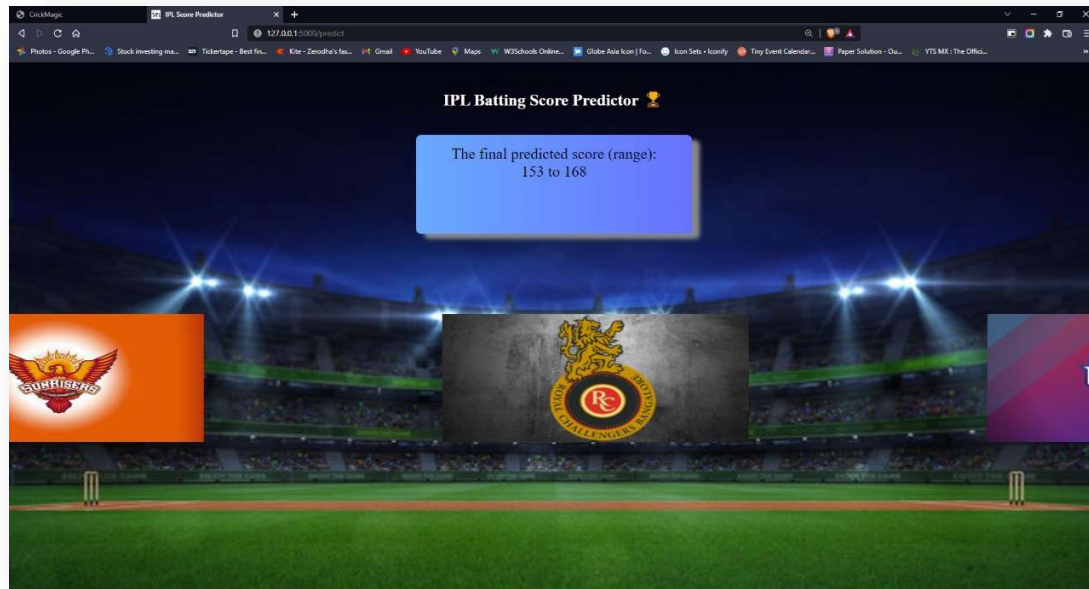 CrickMagic
IPL Score Predictor
127.0.0.1:5000/predict
Photos - Google Ph...
Stock investing ma...
Tickertape - Best fin...
Kite - Zerodha's fas...
Gmail
YouTube
Maps
W3Schools Online...
Globe Asia Icon | Fo...
Icon Sets • Iconify
Tiny Event Calendar...
Paper Solution - Ou...
YTS MX : The Offici...
IPL Batting Score Predictor 🏆
The final predicted score (range):
153 to 168
SUNRISERS
RC
ROYAL CHALLENGERS BANGALORE